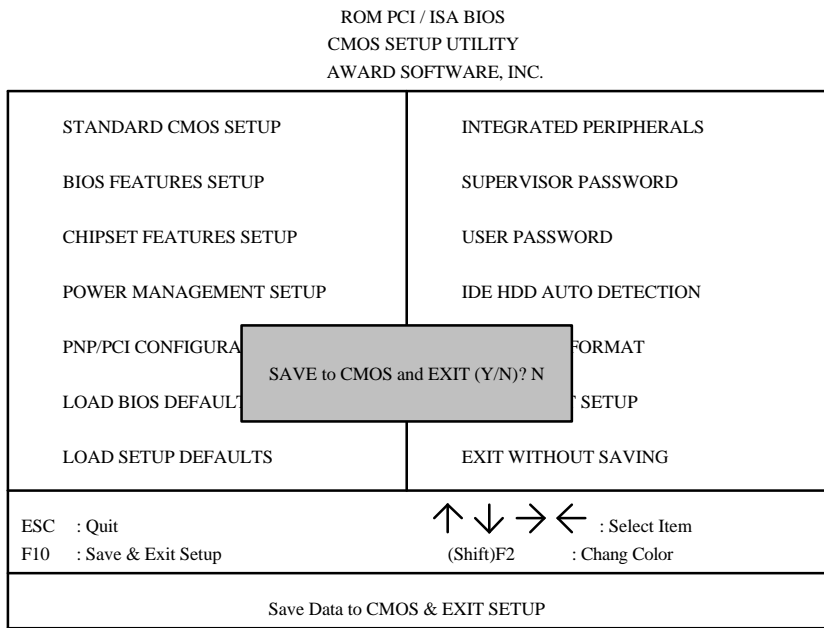 ROM PCI / ISA BIOS
CMOS SETUP UTILITY
AWARD SOFTWARE, INC.
STANDARD CMOS SETUP
BIOS FEATURES SETUP
CHIPSET FEATURES SETUP
POWER MANAGEMENT SETUP
PNP/PCI CONFIGURA
LOAD BIOS DEFAULT
LOAD SETUP DEFAULTS
INTEGRATED PERIPHERALS
SUPERVISOR PASSWORD
USER PASSWORD
IDE HDD AUTO DETECTION
FORMAT
SETUP
EXIT WITHOUT SAVING
SAVE to CMOS and EXIT (Y/N)? N
ESC : Quit
F10 : Save & Exit Setup
↑ ↓ → ← : Select Item
(Shift)F2 : Chang Color
Save Data to CMOS & EXIT SETUP